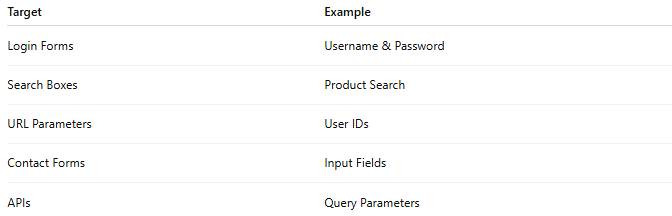 Target Example
Login Forms Username & Password
Search Boxes Product Search
URL Parameters User IDs
Contact Forms Input Fields
APIs Query Parameters